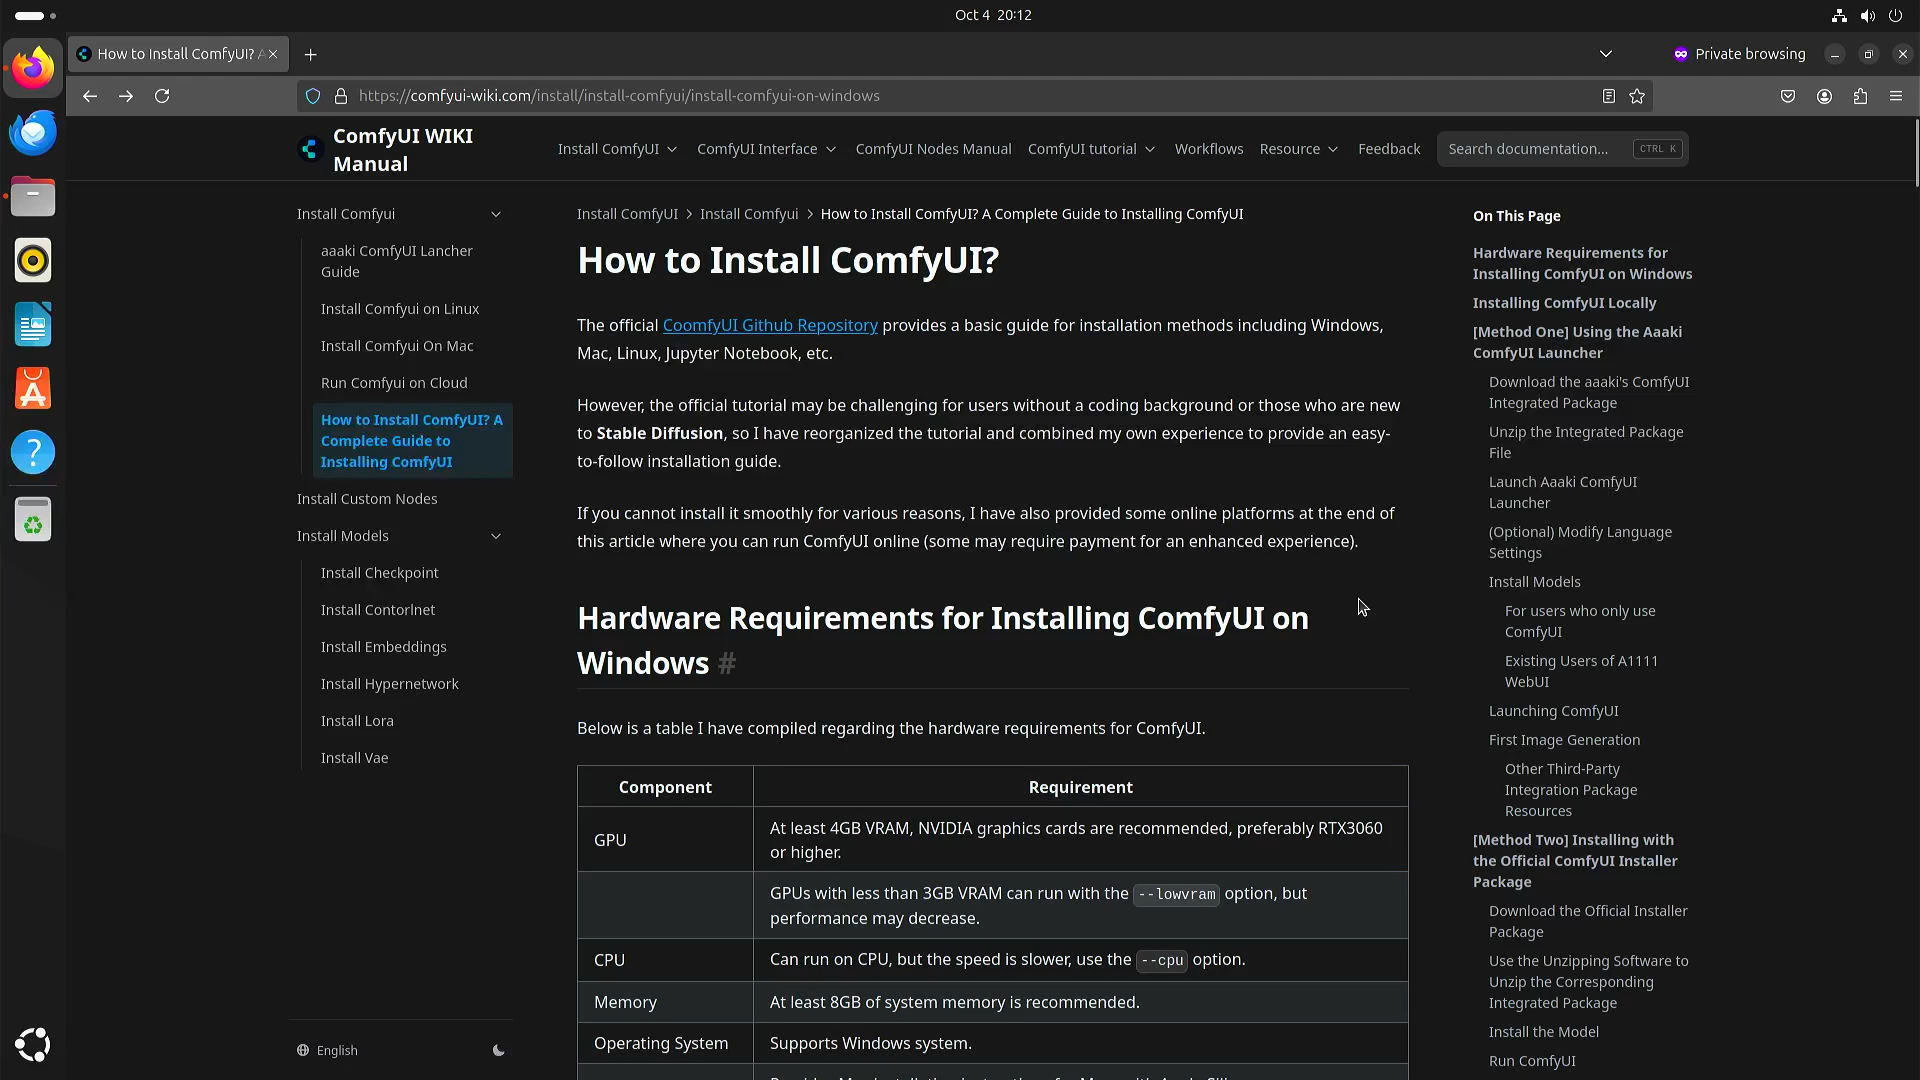 Oct 4 20:12
How to Install ComfyUI? A
Private browsing
https://comfyui-wiki.com/install/install-comfyui/install-comfyui-on-windows
ComfyUI WIKI
Manual
Install ComfyUI
ComfyUI Interface
ComfyUI Nodes Manual
ComfyUI tutorial
Workflows
Resource
Feedback
Search documentation...
CTRL K
Install Comfyui
aaaki ComfyUI Lancher
Guide
Install Comfyui on Linux
Install Comfyui On Mac
Run Comfyui on Cloud
How to Install ComfyUI? A
Complete Guide to
Installing ComfyUI
Install Custom Nodes
Install Models
Install Checkpoint
Install Contorlnet
Install Embeddings
Install Hypernetwork
Install Lora
Install Vae
English
Install ComfyUI > Install Comfyui > How to Install ComfyUI? A Complete Guide to Installing ComfyUI
How to Install ComfyUI?
The official CoomfyUI Github Repository provides a basic guide for installation methods including Windows,
Mac, Linux, Jupyter Notebook, etc.
However, the official tutorial may be challenging for users without a coding background or those who are new
to Stable Diffusion, so I have reorganized the tutorial and combined my own experience to provide an easy-
to-follow installation guide.
If you cannot install it smoothly for various reasons, I have also provided some online platforms at the end of
this article where you can run ComfyUI online (some may require payment for an enhanced experience).
Hardware Requirements for Installing ComfyUI on
Windows #
Below is a table I have compiled regarding the hardware requirements for ComfyUI.
Component
Requirement
GPU
At least 4GB VRAM, NVIDIA graphics cards are recommended, preferably RTX3060
or higher.
GPUs with less than 3GB VRAM can run with the --lowvram option, but
performance may decrease.
CPU
Can run on CPU, but the speed is slower, use the --cpu option.
Memory
At least 8GB of system memory is recommended.
Operating System
Supports Windows system.
On This Page
Hardware Requirements for
Installing ComfyUI on Windows
Installing ComfyUI Locally
[Method One] Using the Aaaki
ComfyUI Launcher
Download the aaaki's ComfyUI
Integrated Package
Unzip the Integrated Package
File
Launch Aaaki ComfyUI
Launcher
(Optional) Modify Language
Settings
Install Models
For users who only use
ComfyUI
Existing Users of A1111
WebUI
Launching ComfyUI
First Image Generation
Other Third-Party
Integration Package
Resources
[Method Two] Installing with
the Official ComfyUI Installer
Package
Download the Official Installer
Package
Use the Unzipping Software to
Unzip the Corresponding
Integrated Package
Install the Model
Run ComfyUI